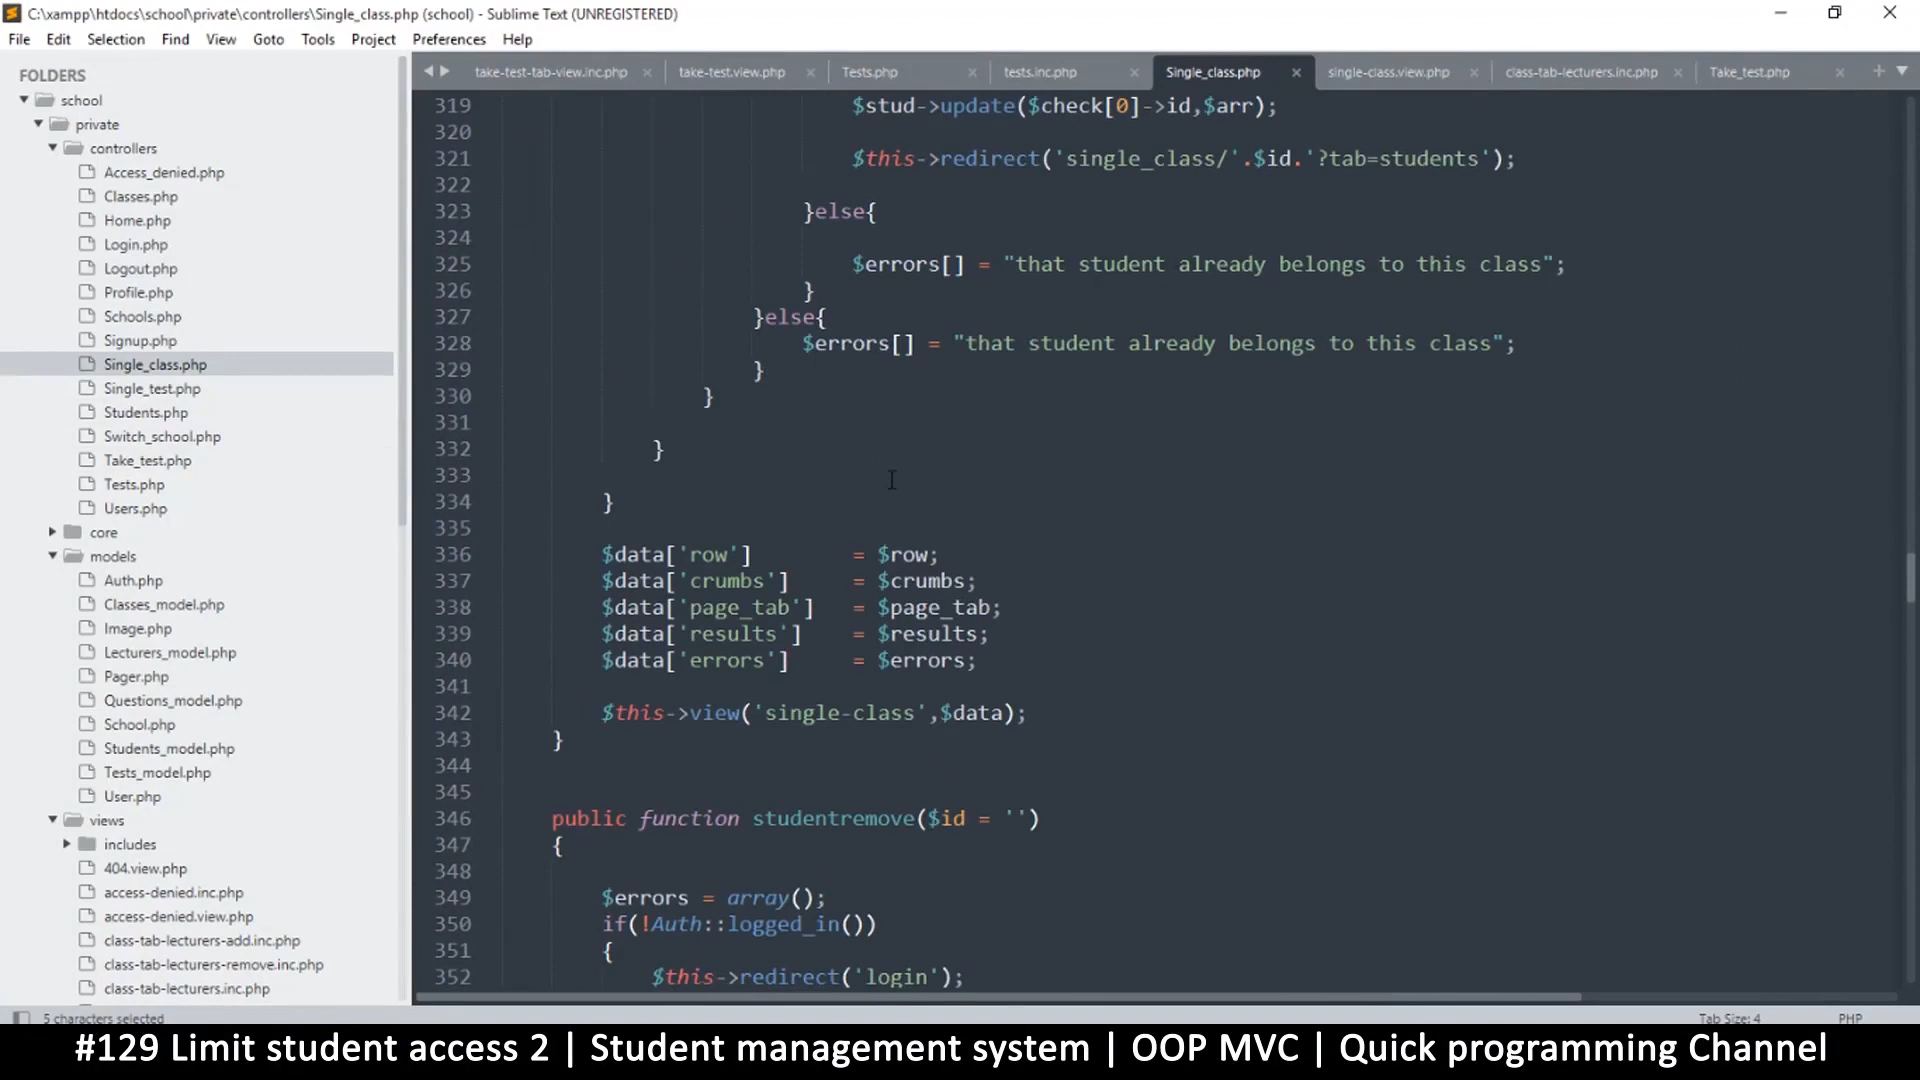 C:\xampp\htdocs\school\private\controllers\Single_class.php (school) - Sublime Text (UNREGISTERED)
File Edit Selection Find View Goto Tools Project Preferences Help
FOLDERS
school
private
controllers
Access_denied.php
Classes.php
Home.php
Login.php
Logout.php
Profile.php
Schools.php
Signup.php
Single_class.php
Single_test.php
Students.php
Switch_school.php
Take_test.php
Tests.php
Users.php
core
models
Auth.php
Classes_model.php
Image.php
Lecturers_model.php
Pager.php
Questions_model.php
School.php
Students_model.php
Tests_model.php
User.php
views
includes
404.view.php
access-denied.inc.php
access-denied.view.php
class-tab-lecturers-add.inc.php
class-tab-lecturers-remove.inc.php
class-tab-lecturers.inc.php
take-test-tab-view.inc.php take-test.view.php Tests.php tests.inc.php Single_class.php single-class.view.php class-tab-lecturers.inc.php Take_test.php
319 $stud->update($check[0]->id,$arr);
320
321 $this->redirect('single_class/'.$id.'?tab=students');
322
323 }else{
324
325 $errors[] = "that student already belongs to this class";
326 }
327 }else{
328 $errors[] = "that student already belongs to this class";
329 }
330 }
331
332 }
333
334 }
335
336 $data['row'] = $row;
337 $data['crumbs'] = $crumbs;
338 $data['page_tab'] = $page_tab;
339 $data['results'] = $results;
340 $data['errors'] = $errors;
341
342 $this->view('single-class',$data);
343 }
344
345
346 public function studentremove($id = '')
347 {
348
349 $errors = array();
350 if(!Auth::logged_in())
351 {
352 $this->redirect('login');
5 characters selected Tab Size: 4 PHP
#129 Limit student access 2 | Student management system | OOP MVC | Quick programming Channel